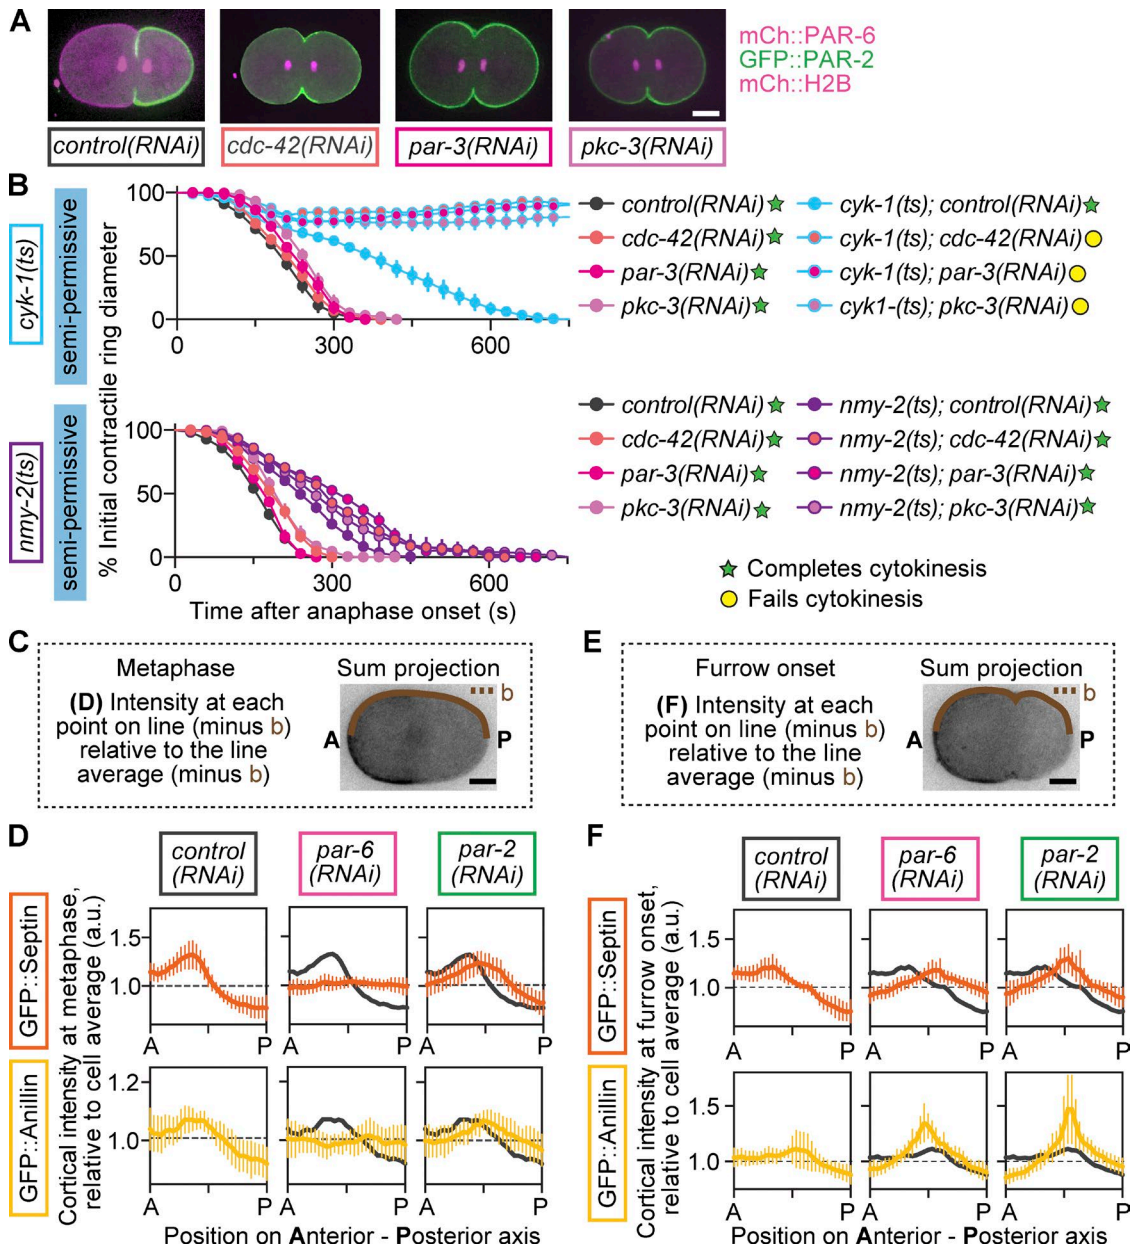 A
mCh::PAR-6
GFP::PAR-2
mCh::H2B
control(RNAi)
cdc-42(RNAi)
par-3(RNAi)
pkc-3(RNAi)
B
cyk-1(ts)
semi-permissive
nmy-2(ts)
semi-permissive
% Initial contractile ring diameter
100
50
0
0
300
600
control(RNAi)
cdc-42(RNAi)
par-3(RNAi)
pkc-3(RNAi)
cyk-1(ts); control(RNAi)
cyk-1(ts); cdc-42(RNAi)
cyk-1(ts); par-3(RNAi)
cyk1-(ts); pkc-3(RNAi)
100
50
0
0
300
600
Time after anaphase onset (s)
control(RNAi)
cdc-42(RNAi)
par-3(RNAi)
pkc-3(RNAi)
nmy-2(ts); control(RNAi)
nmy-2(ts); cdc-42(RNAi)
nmy-2(ts); par-3(RNAi)
nmy-2(ts); pkc-3(RNAi)
Completes cytokinesis
Fails cytokinesis
C
Metaphase
(D) Intensity at each
point on line (minus b)
relative to the line
average (minus b)
Sum projection
b
A
P
E
Furrow onset
(F) Intensity at each
point on line (minus b)
relative to the line
average (minus b)
Sum projection
b
A
P
D
control
(RNAi)
par-6
(RNAi)
par-2
(RNAi)
GFP::Septin
GFP::Anillin
Cortical intensity at metaphase,
relative to cell average (a.u.)
1.5
1.0
A
P
A
P
A
P
1.2
1.0
A
P
A
P
A
P
Position on Anterior - Posterior axis
F
control
(RNAi)
par-6
(RNAi)
par-2
(RNAi)
GFP::Septin
GFP::Anillin
Cortical intensity at furrow onset,
relative to cell average (a.u.)
1.5
1.0
A
P
A
P
A
P
1.5
1.0
A
P
A
P
A
P
Position on Anterior - Posterior axis